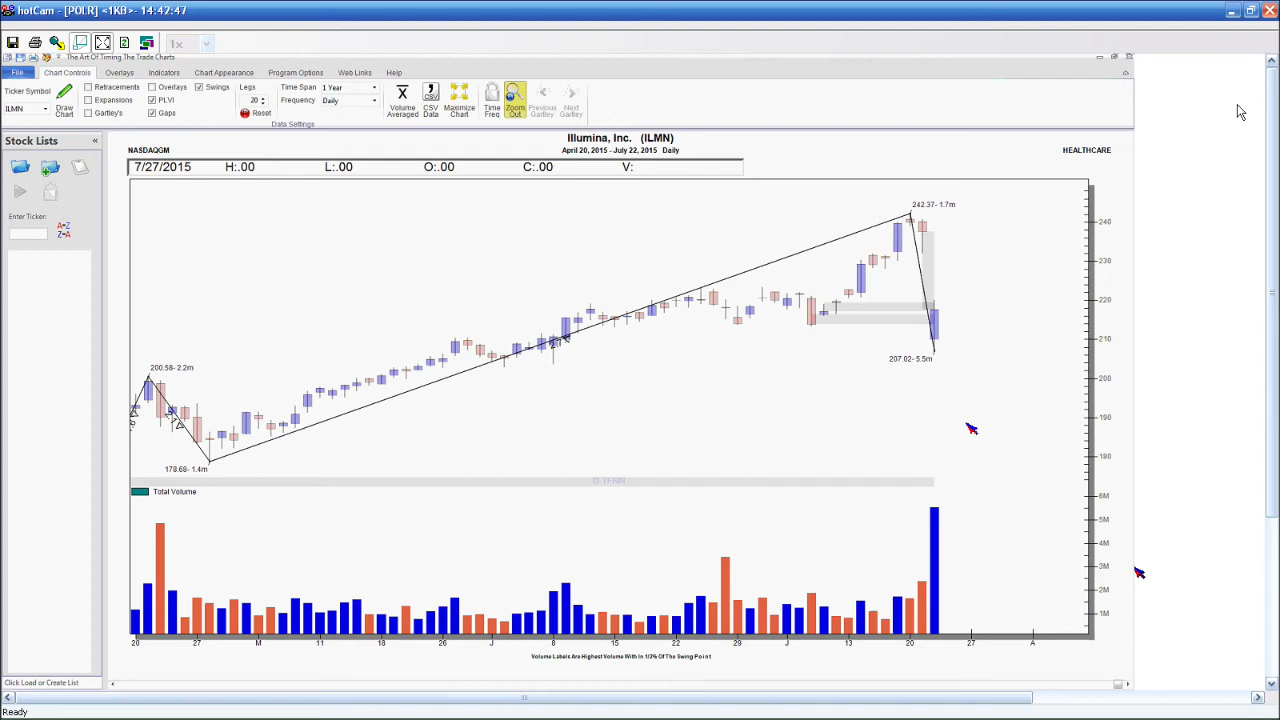 hotCam - [POLR] <1KB>- 14:42:47
1×
The Art Of Timing The Trade Charts
File Chart Controls Overlays Indicators Chart Appearance Program Options Web Links Help
Ticker Symbol
ILMN
Draw Chart
Retracements Overlays Swings
Expansions PLVI
Gartley's Gaps
Legs
20
Reset
Time Span 1 Year
Frequency Daily
Volume Averaged
CSV
CSV Data
Maximize Chart
Time Freq
Zoom Out
Previous Gartley
Next Gartley
Data Settings
Stock Lists «
Enter Ticker:
A-Z
Z-A
Click Load or Create List
Illumina, Inc. (ILMN)
NASDAQGM April 20, 2015 - July 22, 2015 Daily HEALTHCARE
7/27/2015 H:.00 L:.00 O:.00 C:.00 V:
242.37- 1.7m
240
230
220
210
207.02- 5.5m
200.58- 2.2m
200
190
180
178.68- 1.4m
© TFNN
Total Volume
6M
5M
4M
3M
2M
1M
20 27 M 11 18 26 J 8 15 22 29 J 13 20 27 A
Volume Labels Are Highest Volume With In 1/2% Of The Swing Point
Ready